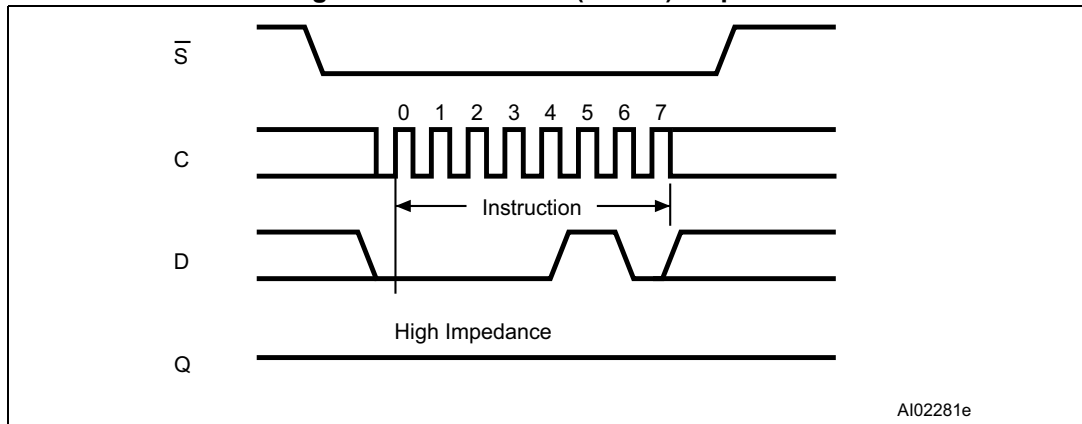 S̅
0 1 2 3 4 5 6 7
C
Instruction
D
High Impedance
Q
AI02281e